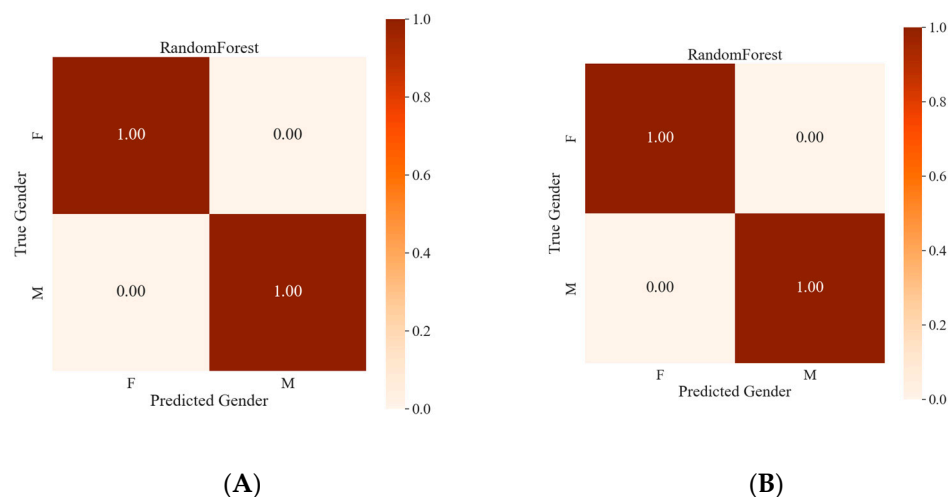 RandomForest
1.00 0.00
0.00 1.00
F
M
True Gender
F M
Predicted Gender
1.0
0.8
0.6
0.4
0.2
0.0
(A)
RandomForest
1.00 0.00
0.00 1.00
F
M
True Gender
F M
Predicted Gender
1.0
0.8
0.6
0.4
0.2
0.0
(B)